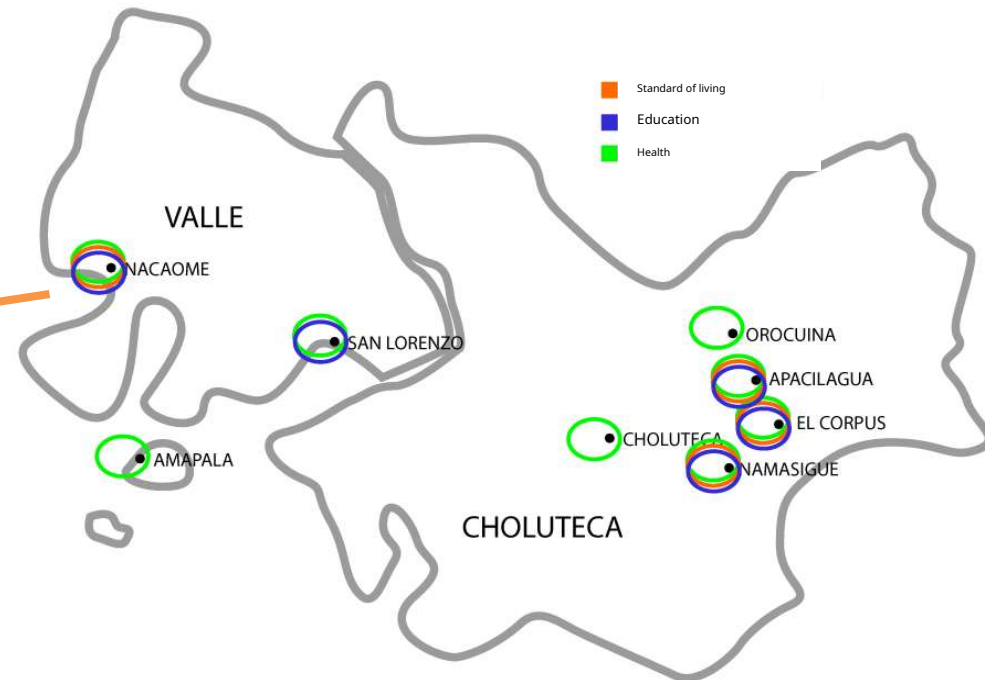 Standard of living
Education
Health
VALLE
NACAOME
SAN LORENZO
OROCUINA
APACILAGUA
EL CORPUS
CHOLUTECA
AMAPALA
NAMASIGUE
CHOLUTECA